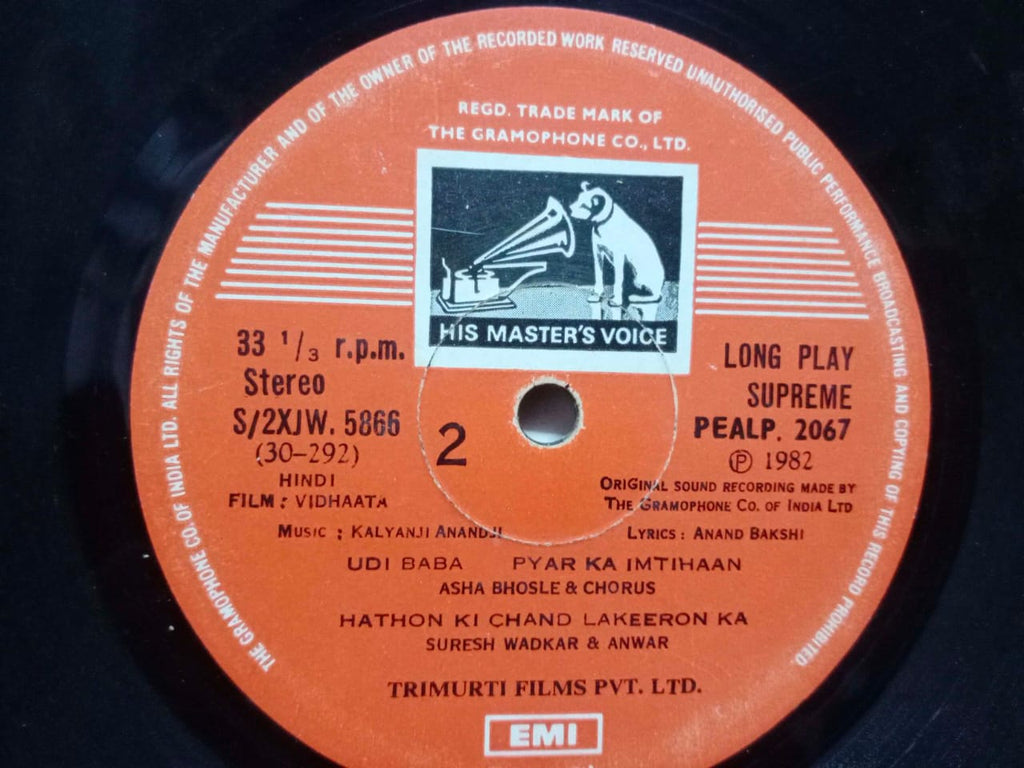 THE GRAMOPHONE CO. OF INDIA LTD. ALL RIGHTS OF THE MANUFACTURER AND OF THE OWNER OF THE RECORDED WORK RESERVED UNAUTHORISED PUBLIC PERFORMANCE BROADCASTING AND COPYING OF THIS RECORD PROHIBITED.
REGD. TRADE MARK OF
THE GRAMOPHONE CO., LTD.
HIS MASTER'S VOICE
33 1/3 r.p.m.
Stereo
S/2XJW. 5866
(30-292)
2
LONG PLAY
SUPREME
PEALP. 2067
℗ 1982
HINDI
FILM : VIDHAATA
ORIGINAL SOUND RECORDING MADE BY
THE GRAMOPHONE CO. OF INDIA LTD
MUSIC : KALYANJI ANANDJI
LYRICS : ANAND BAKSHI
UDI BABA PYAR KA IMTIHAAN
ASHA BHOSLE & CHORUS
HATHON KI CHAND LAKEERON KA
SURESH WADKAR & ANWAR
TRIMURTI FILMS PVT. LTD.
EMI